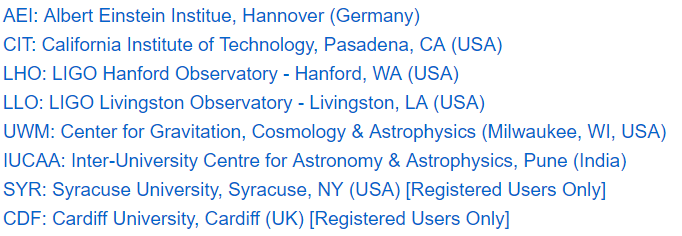 AEI: Albert Einstein Institue, Hannover (Germany)
CIT: California Institute of Technology, Pasadena, CA (USA)
LHO: LIGO Hanford Observatory - Hanford, WA (USA)
LLO: LIGO Livingston Observatory - Livingston, LA (USA)
UWM: Center for Gravitation, Cosmology & Astrophysics (Milwaukee, WI, USA)
IUCAA: Inter-University Centre for Astronomy & Astrophysics, Pune (India)
SYR: Syracuse University, Syracuse, NY (USA) [Registered Users Only]
CDF: Cardiff University, Cardiff (UK) [Registered Users Only]